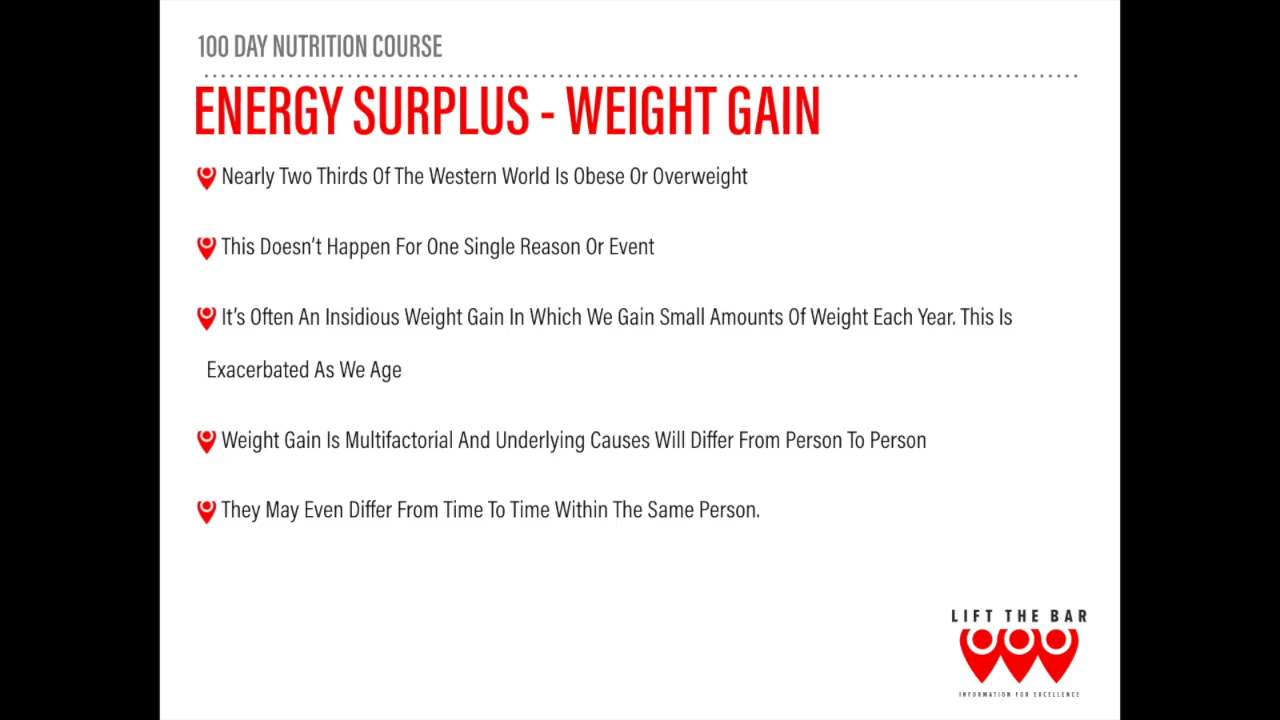 100 DAY NUTRITION COURSE
ENERGY SURPLUS - WEIGHT GAIN
Nearly Two Thirds Of The Western World Is Obese Or Overweight
This Doesn’t Happen For One Single Reason Or Event
It’s Often An Insidious Weight Gain In Which We Gain Small Amounts Of Weight Each Year. This Is
Exacerbated As We Age
Weight Gain Is Multifactorial And Underlying Causes Will Differ From Person To Person
They May Even Differ From Time To Time Within The Same Person.
LIFT THE BAR
INFORMATION FOR EXCELLENCE